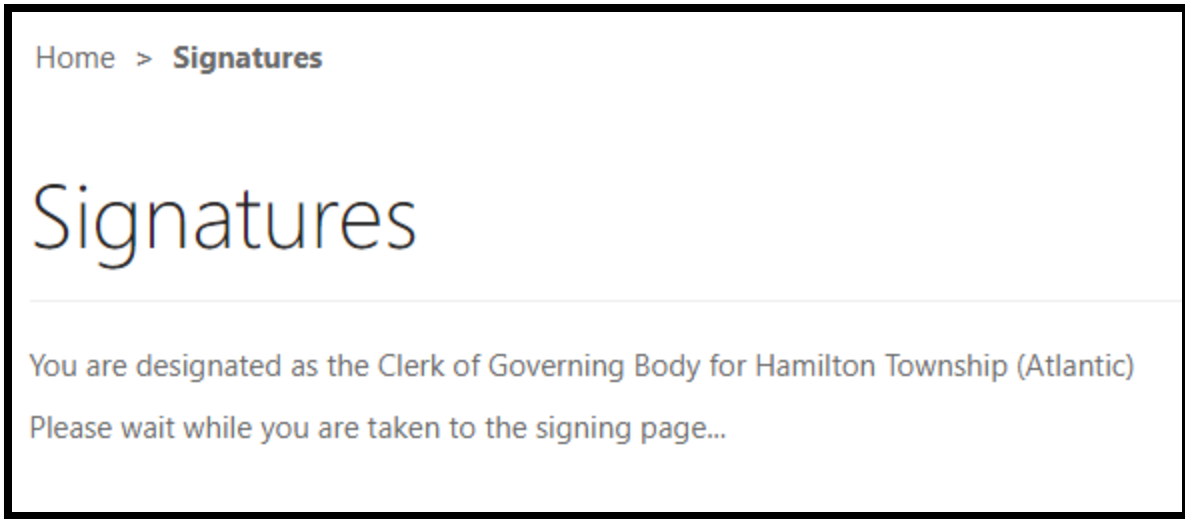 Home > Signatures
Signatures
You are designated as the Clerk of Governing Body for Hamilton Township (Atlantic)
Please wait while you are taken to the signing page...